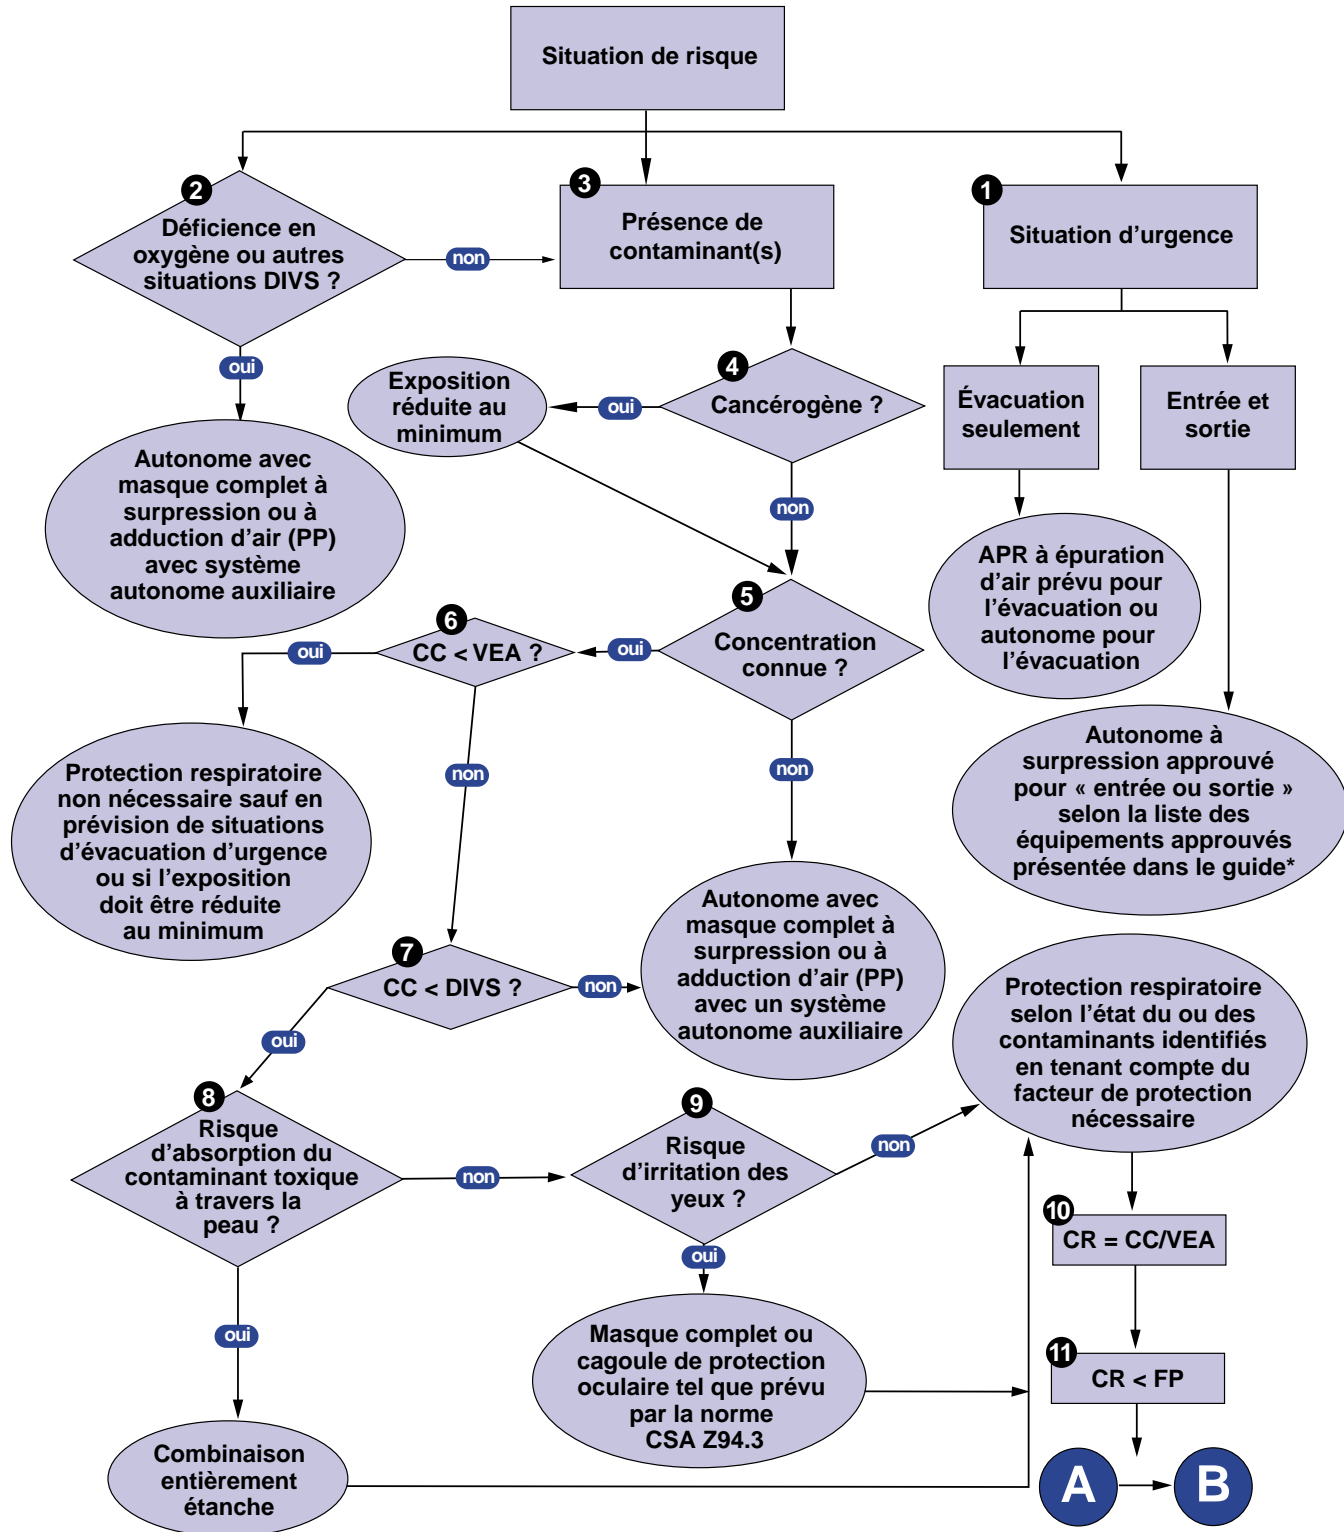 Situation de risque
2
Déficience en
oxygène ou autres
situations DIVS ?
non
oui
Autonome avec
masque complet à
surpression ou à
adduction d'air (PP)
avec système
autonome auxiliaire
3
Présence de
contaminant(s)
1
Situation d'urgence
Évacuation
seulement
Entrée et
sortie
4
Cancérogène ?
oui
Exposition
réduite au
minimum
non
APR à épuration
d'air prévu pour
l'évacuation ou
autonome pour
l'évacuation
5
Concentration
connue ?
oui
6
CC < VEA ?
oui
Protection respiratoire
non nécessaire sauf en
prévision de situations
d'évacuation d'urgence
ou si l'exposition
doit être réduite
au minimum
non
non
Autonome à
surpression approuvé
pour « entrée ou sortie »
selon la liste des
équipements approuvés
présentée dans le guide*
Autonome avec
masque complet à
surpression ou à
adduction d'air (PP)
avec un système
autonome auxiliaire
7
CC < DIVS ?
non
oui
Protection respiratoire
selon l'état du ou des
contaminants identifiés
en tenant compte du
facteur de protection
nécessaire
8
Risque
d'absorption du
contaminant toxique
à travers la
peau ?
non
9
Risque
d'irritation des
yeux ?
non
oui
oui
Masque complet ou
cagoule de protection
oculaire tel que prévu
par la norme
CSA Z94.3
Combinaison
entièrement
étanche
10
CR = CC/VEA
11
CR < FP
A
B